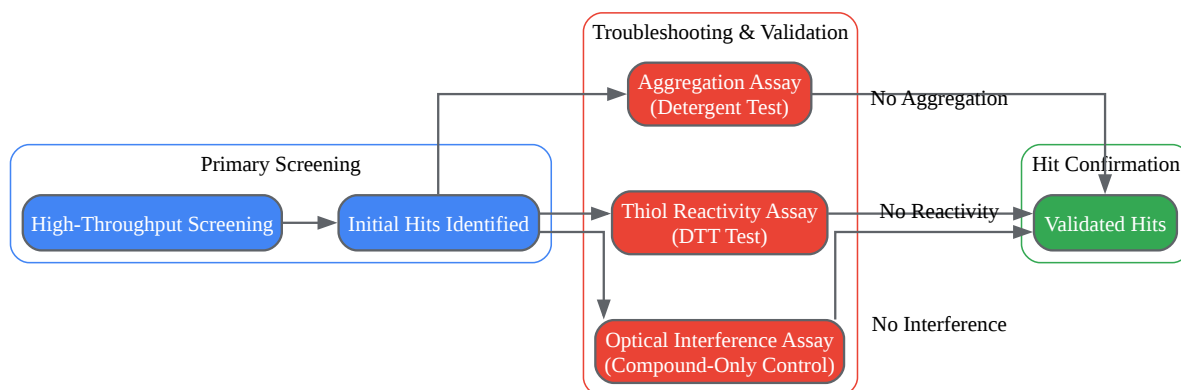 Troubleshooting & Validation
Aggregation Assay
(Detergent Test)
No Aggregation
Primary Screening
Hit Confirmation
High-Throughput Screening
Initial Hits Identified
Thiol Reactivity Assay
(DTT Test)
No Reactivity
Validated Hits
No Interference
Optical Interference Assay
(Compound-Only Control)